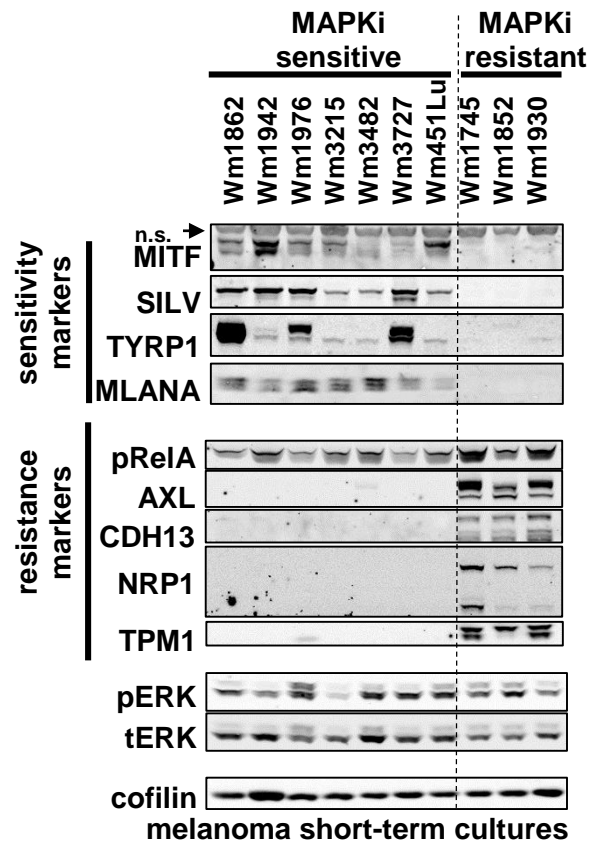 MAPKi sensitive
MAPKi resistant
Wm1862
Wm1942
Wm1976
Wm3215
Wm3482
Wm3727
Wm451Lu
Wm1745
Wm1852
Wm1930
sensitivity markers
n.s.
MITF
SILV
TYRP1
MLANA
resistance markers
pRelA
AXL
CDH13
NRP1
TPM1
pERK
tERK
cofilin
melanoma short-term cultures